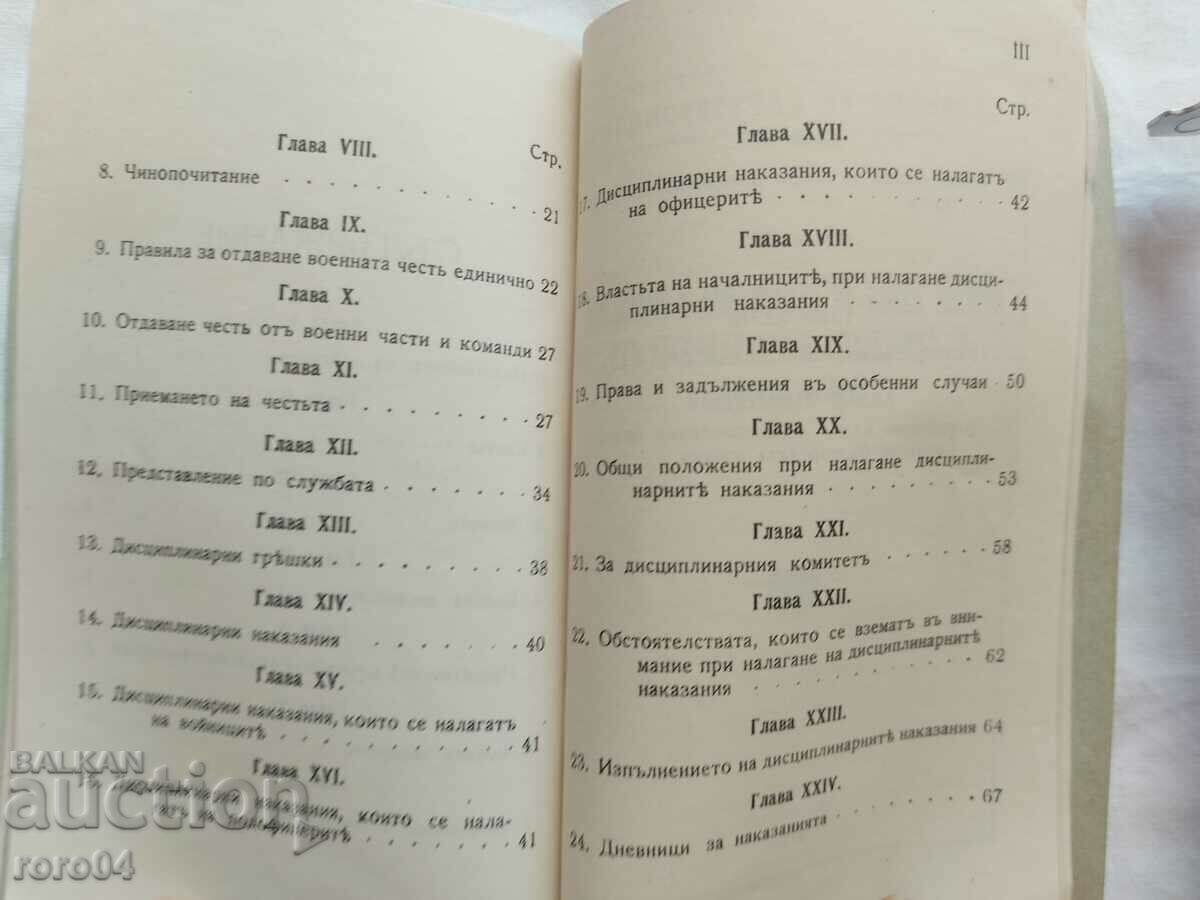 Глава VIII. Стр.
8. Чинопочитание . . . . . . . . . . 21
Глава IX.
9. Правила за отдаване военната честь единично 22
Глава X.
10. Отдаване честь отъ военни части и команди 27
Глава XI.
11. Приемането на честьта . . . . . . . . 27
Глава XII.
12. Представление по службата . . . . . . . 34
Глава XIII.
13. Дисциплинарни грѣшки . . . . . . . . 38
Глава XIV.
14. Дисциплинарни наказания . . . . . . . 40
Глава XV.
15. Дисциплинарни наказания, които се налагатъ
на войницитѣ . . . . . . . . . . 41
Глава XVI.
наказания, които се нала-
гатъ на подофицеритѣ . . . . . . . 41
III
Стр.
Глава XVII.
17. Дисциплинарни наказания, които се налагатъ
на офицеритѣ . . . . . . . . . 42
Глава XVIII.
18. Властьта на началницитѣ, при налагане дисци-
плинарни наказания . . . . . . . 44
Глава XIX.
19. Права и задължения въ особенни случаи . 50
Глава XX.
20. Общи положения при налагане дисципли-
нарнитѣ наказания . . . . . . . . 53
Глава XXI.
21. За дисциплинарния комитетъ . . . . . . 58
Глава XXII.
22. Обстоятелствата, които се вземать въ вни-
мание при налагане на дисциплинарнитѣ
наказания . . . . . . . . . . . 62
Глава XXIII.
23. Изпълнението на дисциплинарнитѣ наказания 64
Глава XXIV.
24. Дневници за наказанията . . . . . . . 67
BALKAN
auction
roro04